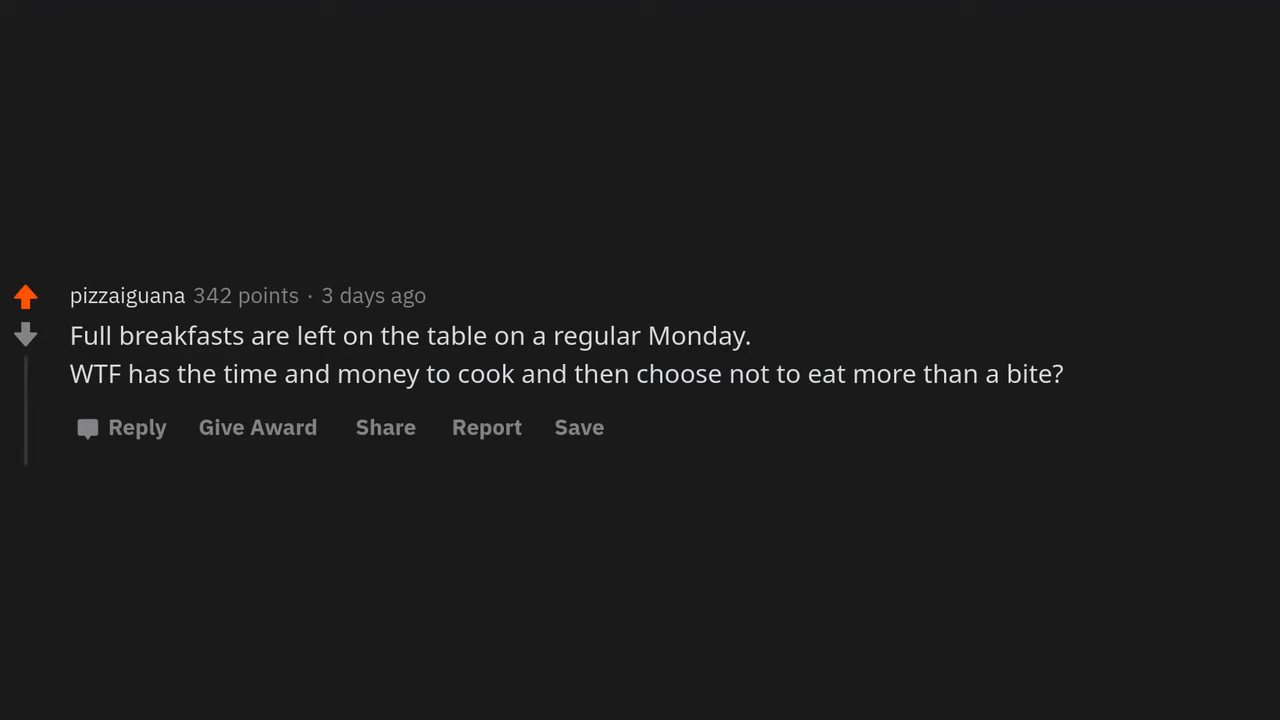 pizzaiguana 342 points · 3 days ago
Full breakfasts are left on the table on a regular Monday.
WTF has the time and money to cook and then choose not to eat more than a bite?
Reply Give Award Share Report Save